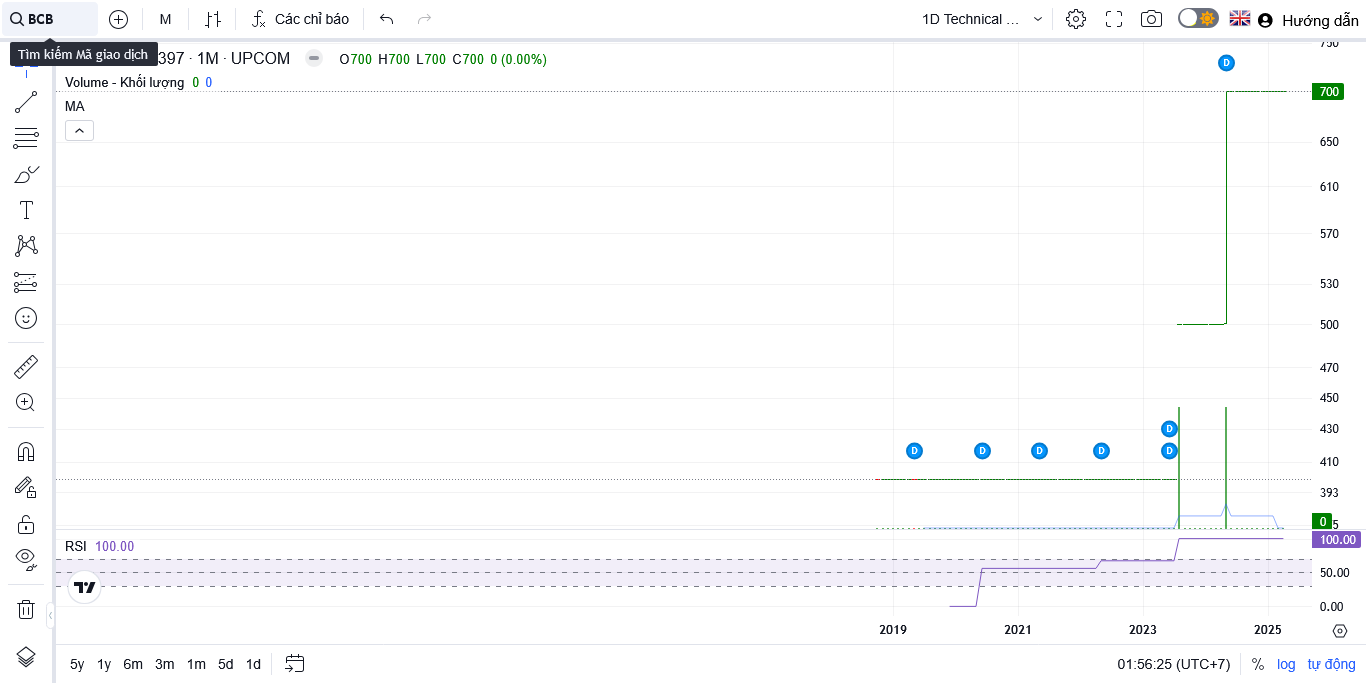 BCB
M
Các chỉ báo
1D Technical ...
Hướng dẫn
Tìm kiếm Mã giao dịch
397 · 1M · UPCOM
O700 H700 L700 C700 0 (0.00%)
Volume - Khối lượng 0 0
MA
750
700
650
610
570
530
500
470
450
430
410
393
0
5
D
D
D
D
D
D
D
RSI 100.00
100.00
50.00
0.00
2019
2021
2023
2025
5y 1y 6m 3m 1m 5d 1d
01:56:25 (UTC+7)
% log tự động